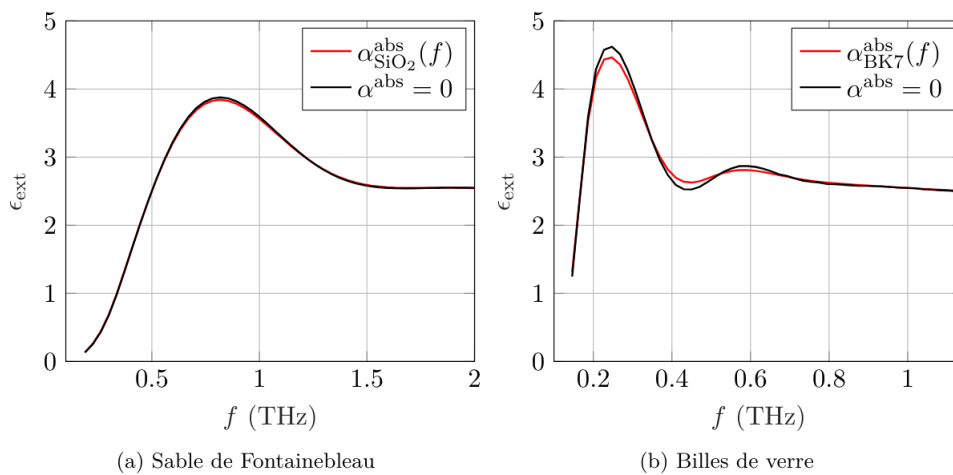 5
4
3
2
1
0
ϵ_ext
α^abs_SiO₂(f)
α^abs = 0
0.5 1 1.5 2
f (THz)
(a) Sable de Fontainebleau
5
4
3
2
1
0
ϵ_ext
α^abs_BK7(f)
α^abs = 0
0.2 0.4 0.6 0.8 1
f (THz)
(b) Billes de verre